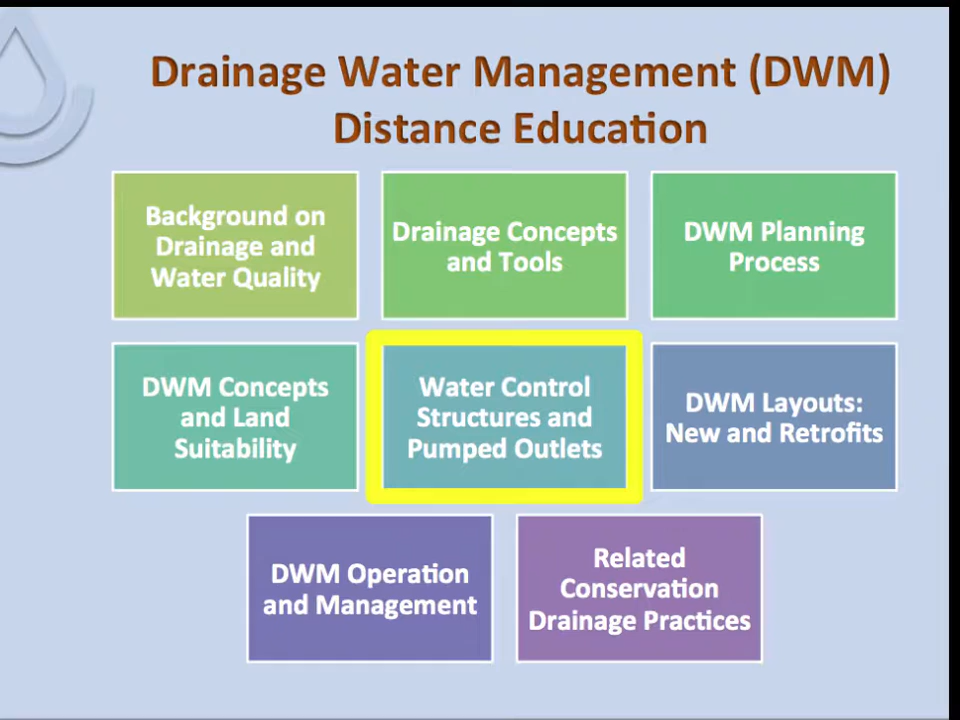 Drainage Water Management (DWM)
Distance Education
Background on
Drainage and
Water Quality
Drainage Concepts
and Tools
DWM Planning
Process
DWM Concepts
and Land
Suitability
Water Control
Structures and
Pumped Outlets
DWM Layouts:
New and Retrofits
DWM Operation
and Management
Related
Conservation
Drainage Practices